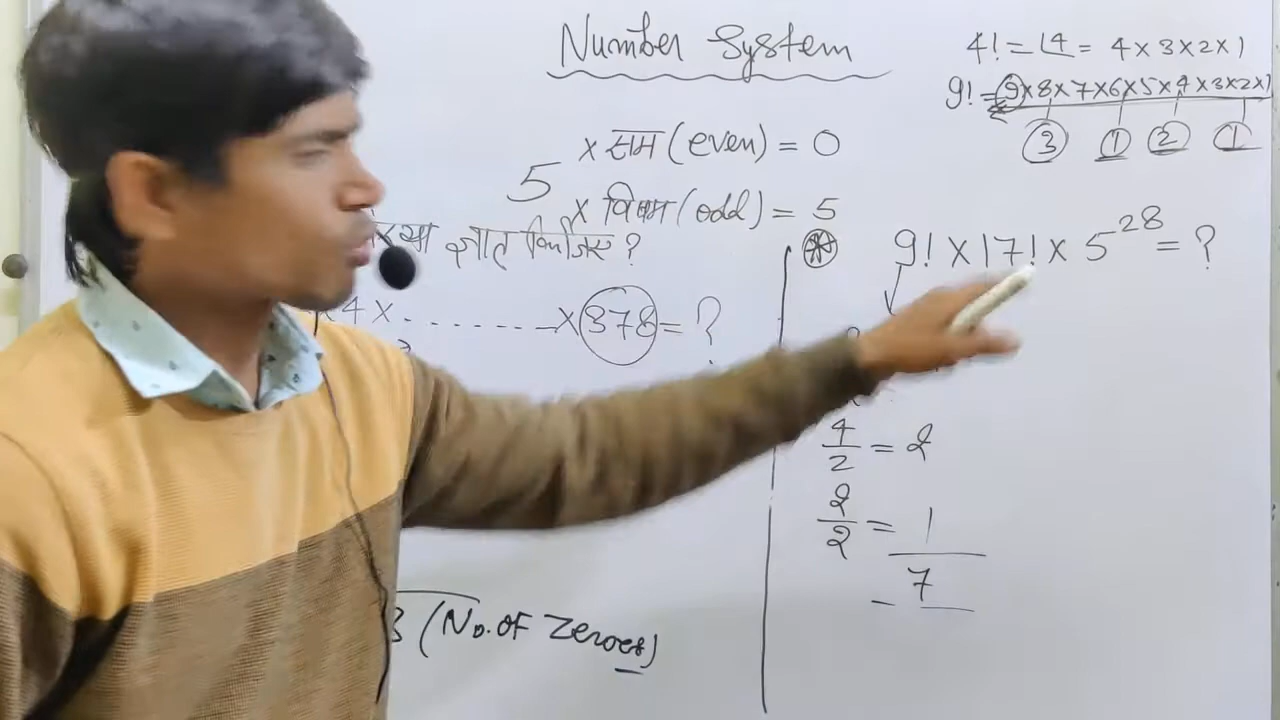 Number System
4! = ∟4 = 4 × 3 × 2 × 1
9! = 9 × 8 × 7 × 6 × 5 × 4 × 3 × 2 × 1
③ ① ② ①
5
× सम (even) = 0
× विषम (odd) = 5
ज्ञात कीजिए ?
4 × - - - - - - - - × 378 = ?
9! × 17! × 5^28 = ?
4/2 = 2
2/2 = 1
7
(No. of Zeroes)